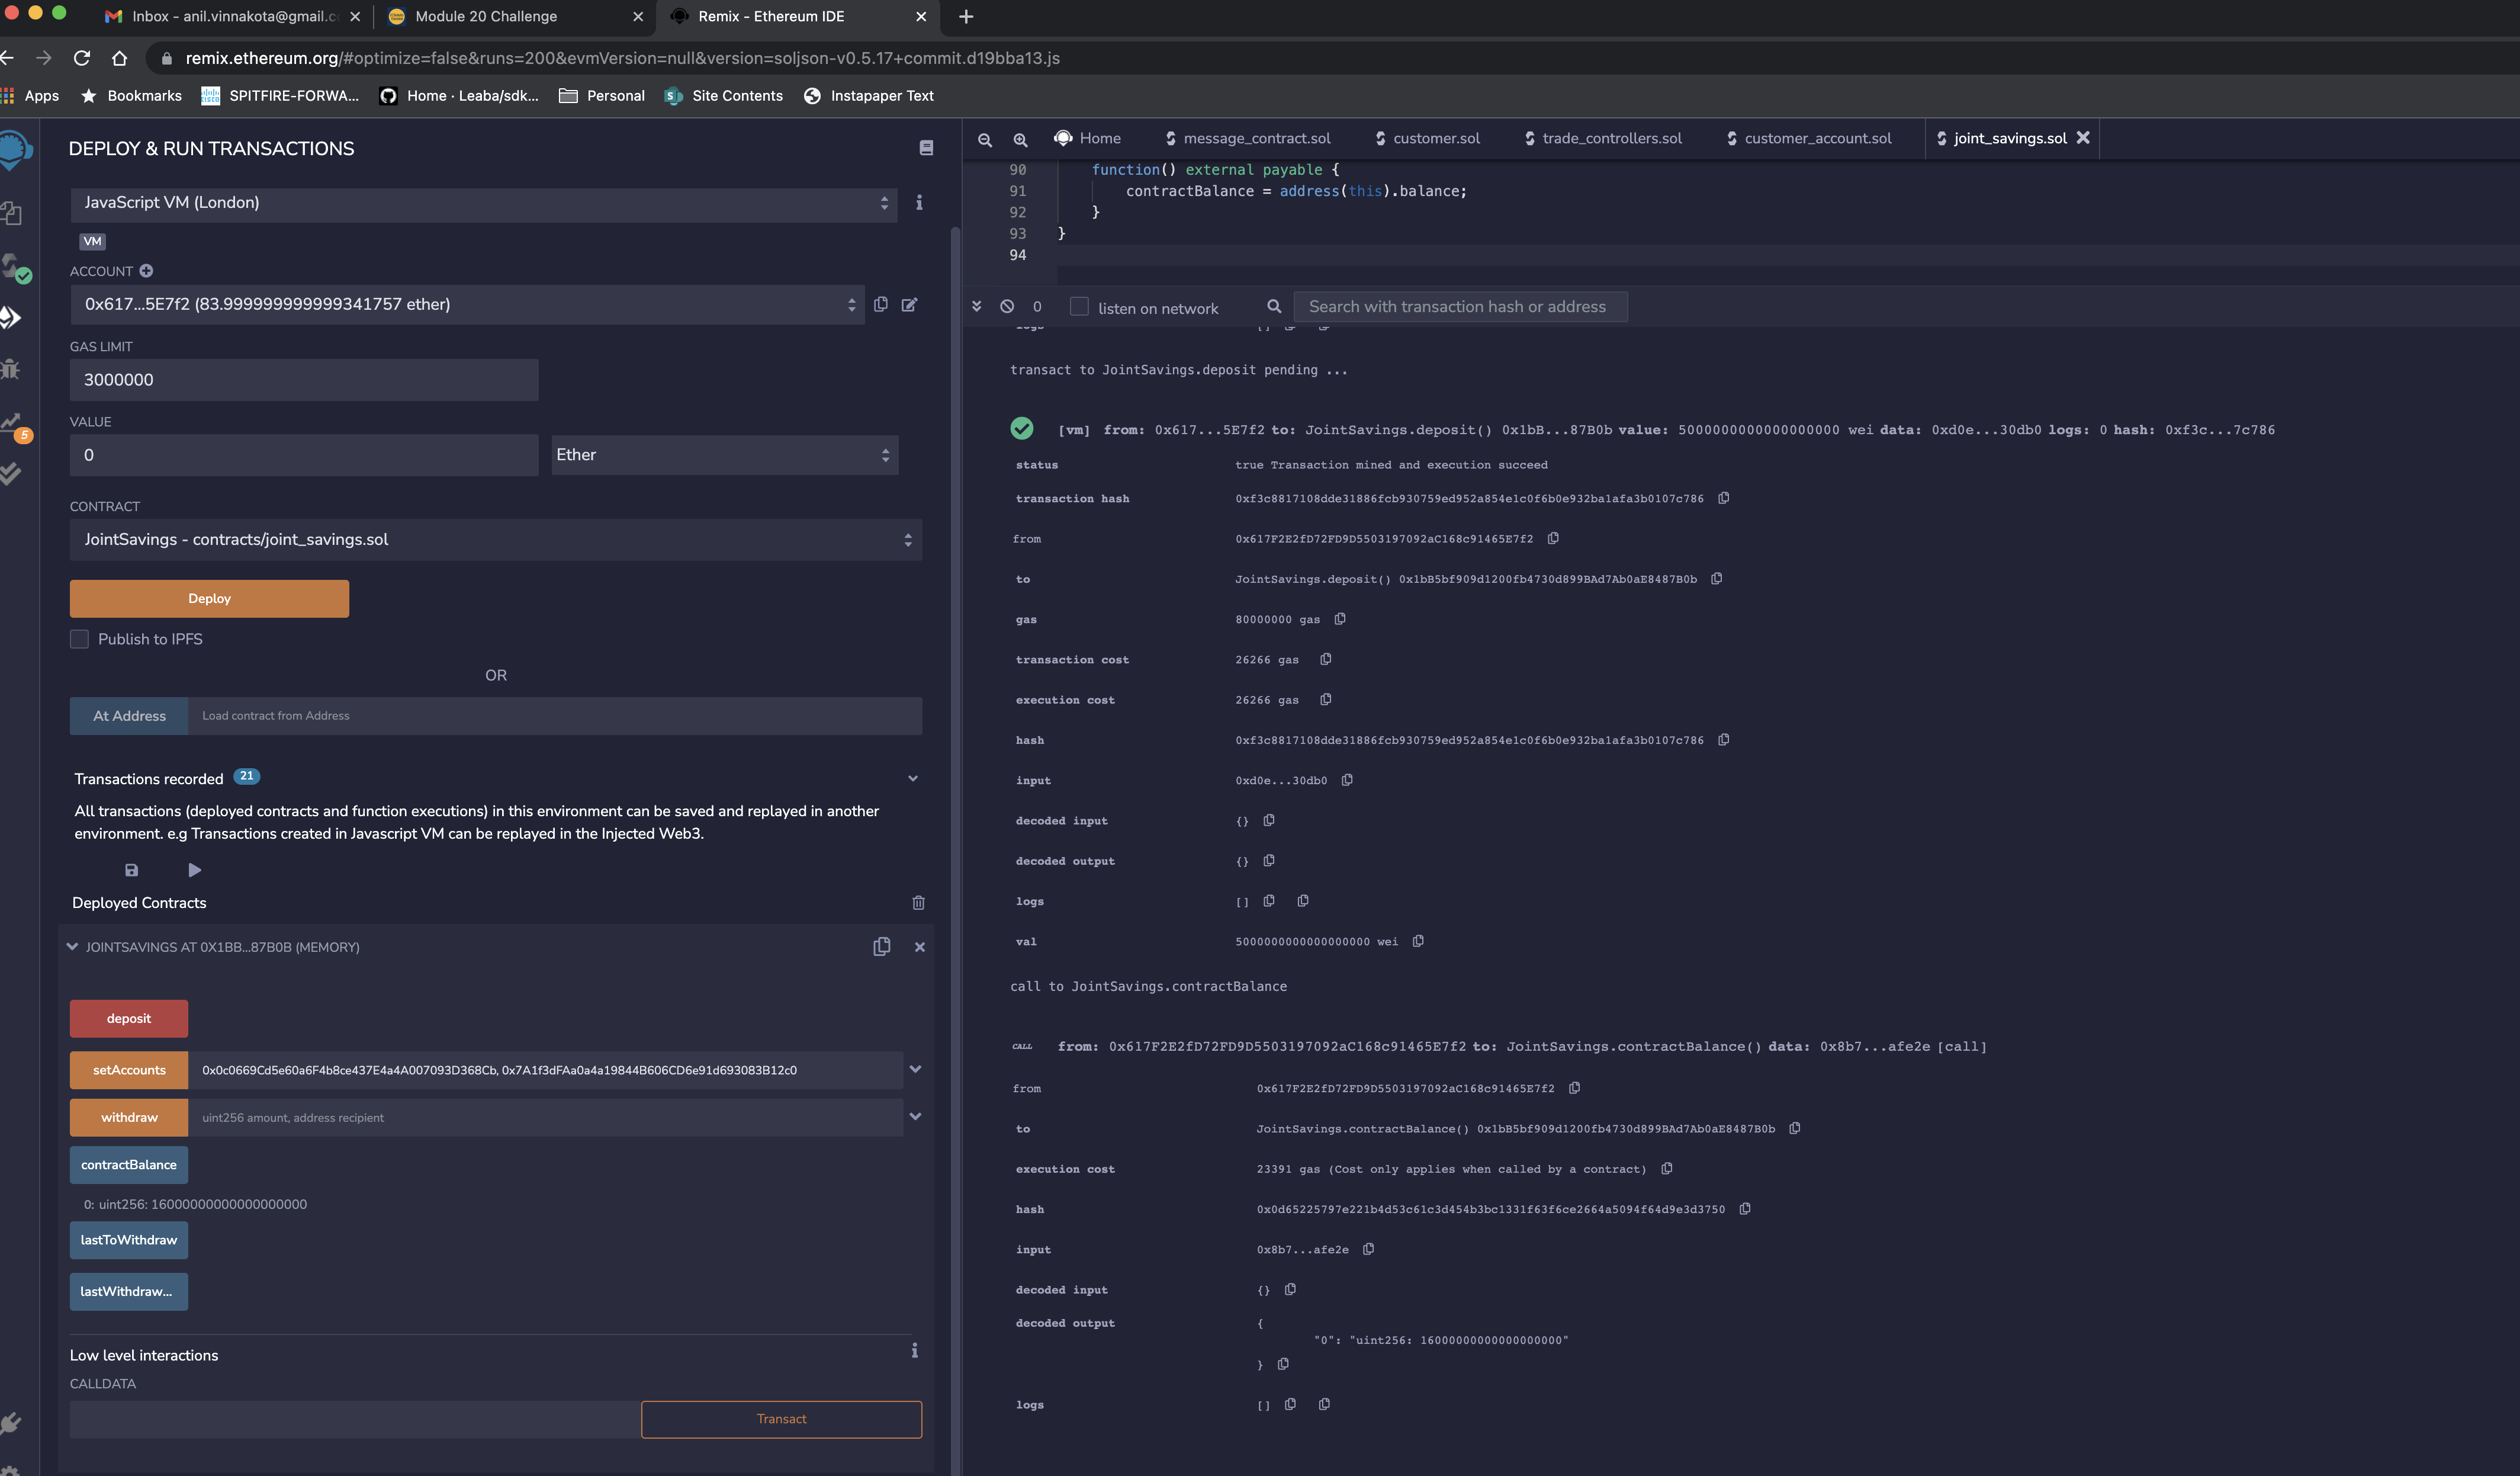 Inbox - anil.vinnakota@gmail.c
Module 20 Challenge
Remix - Ethereum IDE
remix.ethereum.org/#optimize=false&runs=200&evmVersion=null&version=soljson-v0.5.17+commit.d19bba13.js
Apps
Bookmarks
SPITFIRE-FORWA...
Home · Leaba/sdk...
Personal
Site Contents
Instapaper Text
DEPLOY & RUN TRANSACTIONS
JavaScript VM (London)
VM
ACCOUNT
0x617...5E7f2 (83.999999999999341757 ether)
GAS LIMIT
3000000
VALUE
0
Ether
CONTRACT
JointSavings - contracts/joint_savings.sol
Deploy
Publish to IPFS
OR
At Address
Load contract from Address
Transactions recorded 21
All transactions (deployed contracts and function executions) in this environment can be saved and replayed in another
environment. e.g Transactions created in Javascript VM can be replayed in the Injected Web3.
Deployed Contracts
JOINTSAVINGS AT 0X1BB...87B0B (MEMORY)
deposit
setAccounts 0x0c0669Cd5e60a6F4b8ce437E4a4A007093D368Cb, 0x7A1f3dFAa0a4a19844B606CD6e91d693083B12c0
withdraw uint256 amount, address recipient
contractBalance
0: uint256: 16000000000000000000
lastToWithdraw
lastWithdraw...
Low level interactions
CALLDATA
Transact
5
Home
message_contract.sol
customer.sol
trade_controllers.sol
customer_account.sol
joint_savings.sol
90 function() external payable {
91 contractBalance = address(this).balance;
92 }
93 }
94
0
listen on network
Search with transaction hash or address
logs []
transact to JointSavings.deposit pending ...
[vm] from: 0x617...5E7f2 to: JointSavings.deposit() 0x1bB...87B0b value: 5000000000000000000 wei data: 0xd0e...30db0 logs: 0 hash: 0xf3c...7c786
status true Transaction mined and execution succeed
transaction hash 0xf3c8817108dde31886fcb930759ed952a854e1c0f6b0e932ba1afa3b0107c786
from 0x617F2E2fD72FD9D5503197092aC168c91465E7f2
to JointSavings.deposit() 0x1bB5bf909d1200fb4730d899BAd7Ab0aE8487B0b
gas 80000000 gas
transaction cost 26266 gas
execution cost 26266 gas
hash 0xf3c8817108dde31886fcb930759ed952a854e1c0f6b0e932ba1afa3b0107c786
input 0xd0e...30db0
decoded input {}
decoded output {}
logs []
val 5000000000000000000 wei
call to JointSavings.contractBalance
CALL from: 0x617F2E2fD72FD9D5503197092aC168c91465E7f2 to: JointSavings.contractBalance() data: 0x8b7...afe2e [call]
from 0x617F2E2fD72FD9D5503197092aC168c91465E7f2
to JointSavings.contractBalance() 0x1bB5bf909d1200fb4730d899BAd7Ab0aE8487B0b
execution cost 23391 gas (Cost only applies when called by a contract)
hash 0x0d65225797e221b4d53c61c3d454b3bc1331f63f6ce2664a5094f64d9e3d3750
input 0x8b7...afe2e
decoded input {}
decoded output {
"0": "uint256: 16000000000000000000"
}
logs []